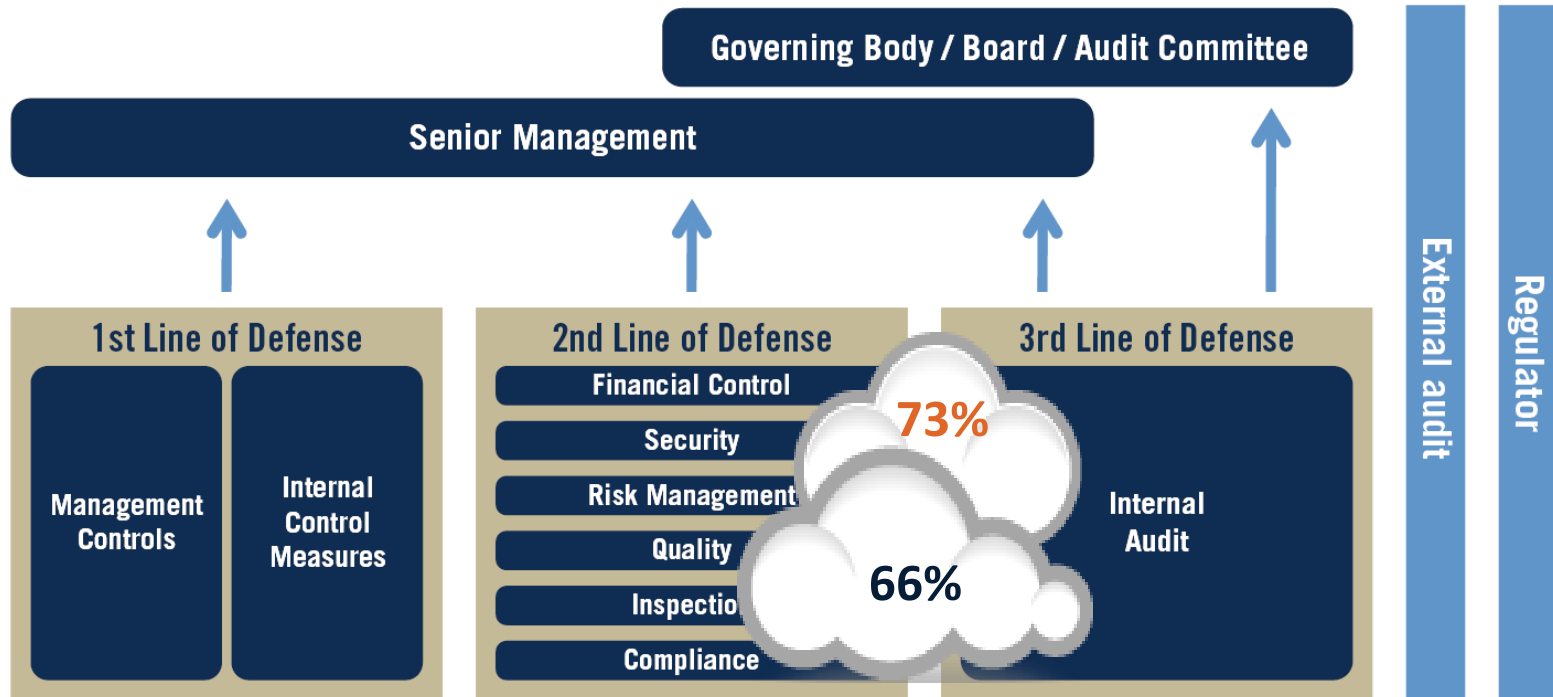 Governing Body / Board / Audit Committee
Senior Management
1st Line of Defense
Management
Controls
Internal
Control
Measures
2nd Line of Defense
Financial Control
Security
Risk Management
Quality
Inspectio
Compliance
3rd Line of Defense
Internal
Audit
73%
66%
External audit
Regulator